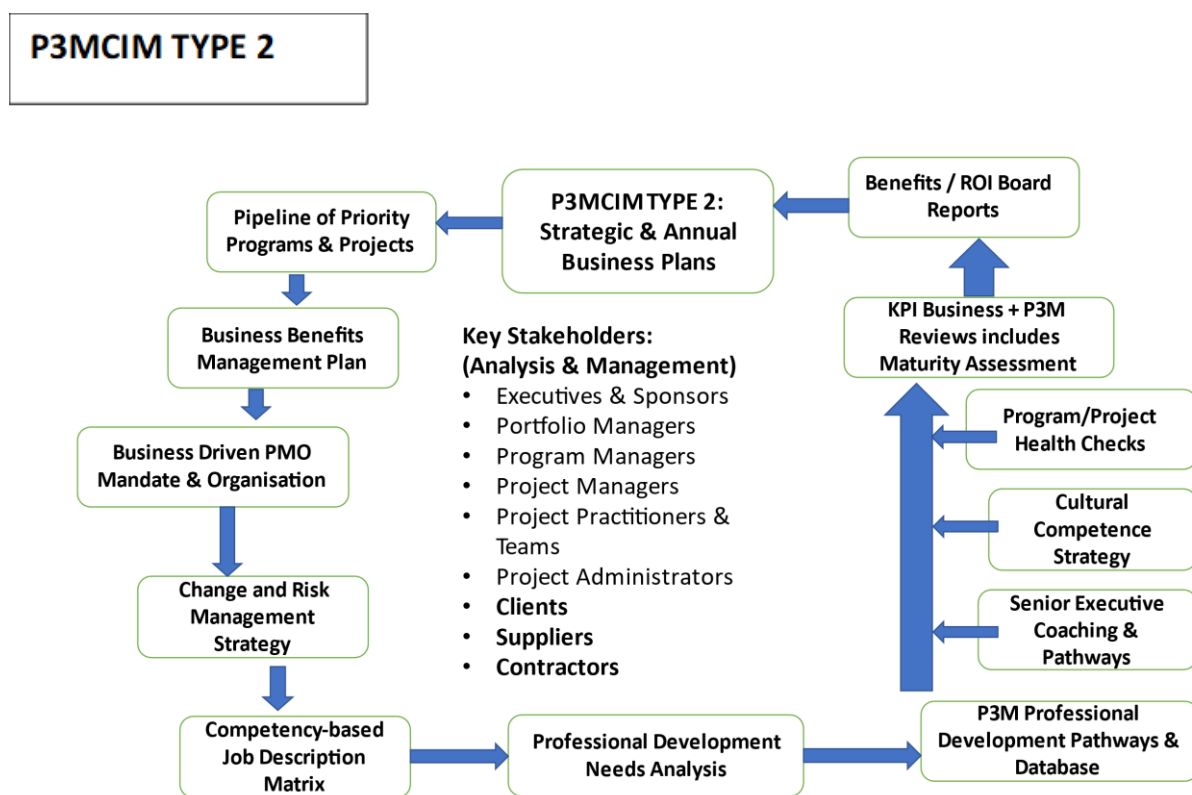 P3MCIM TYPE 2
P3MCIM TYPE 2:
Strategic & Annual
Business Plans
Pipeline of Priority
Programs & Projects
Business Benefits
Management Plan
Business Driven PMO
Mandate & Organisation
Change and Risk
Management
Strategy
Competency-based
Job Description
Matrix
Professional Development
Needs Analysis
P3M Professional
Development Pathways &
Database
Senior Executive
Coaching &
Pathways
Cultural
Competence
Strategy
Program/Project
Health Checks
KPI Business + P3M
Reviews includes
Maturity Assessment
Benefits / ROI Board
Reports
Key Stakeholders:
(Analysis & Management)
• Executives & Sponsors
• Portfolio Managers
• Program Managers
• Project Managers
• Project Practitioners &
Teams
• Project Administrators
• Clients
• Suppliers
• Contractors